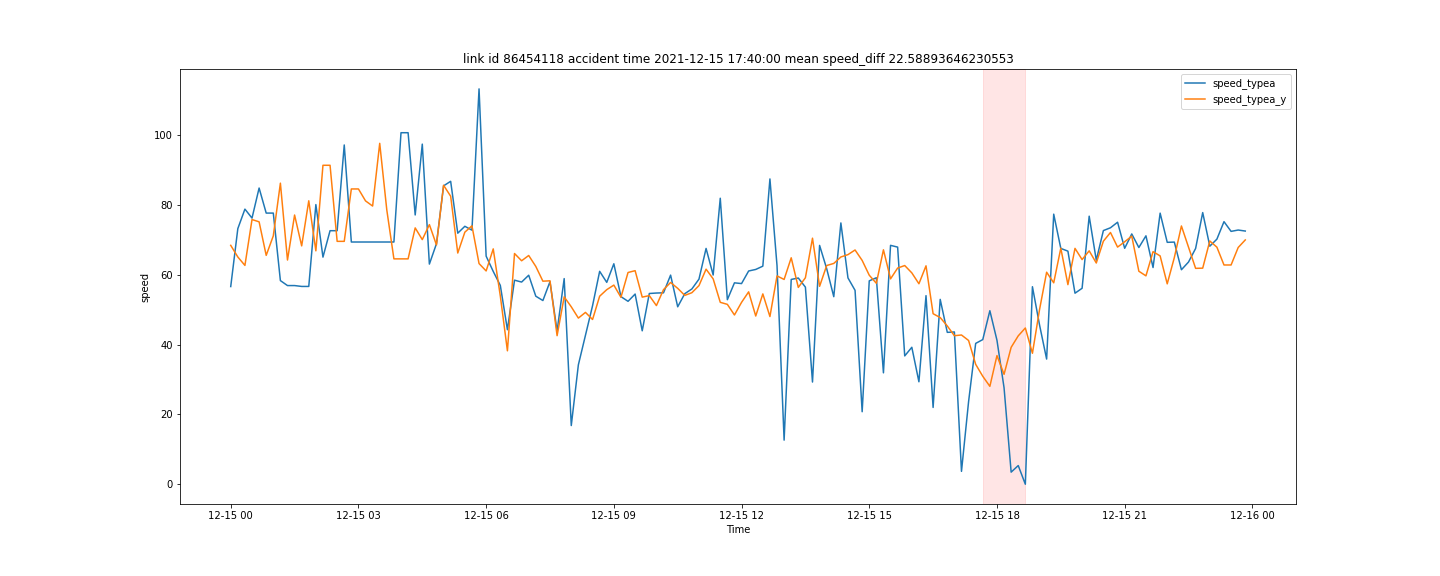 link id 86454118 accident time 2021-12-15 17:40:00 mean speed_diff 22.58893646230553
speed_typea
speed_typea_y
100
80
60
40
20
0
speed
12-15 00 12-15 03 12-15 06 12-15 09 12-15 12 12-15 15 12-15 18 12-15 21 12-16 00
Time